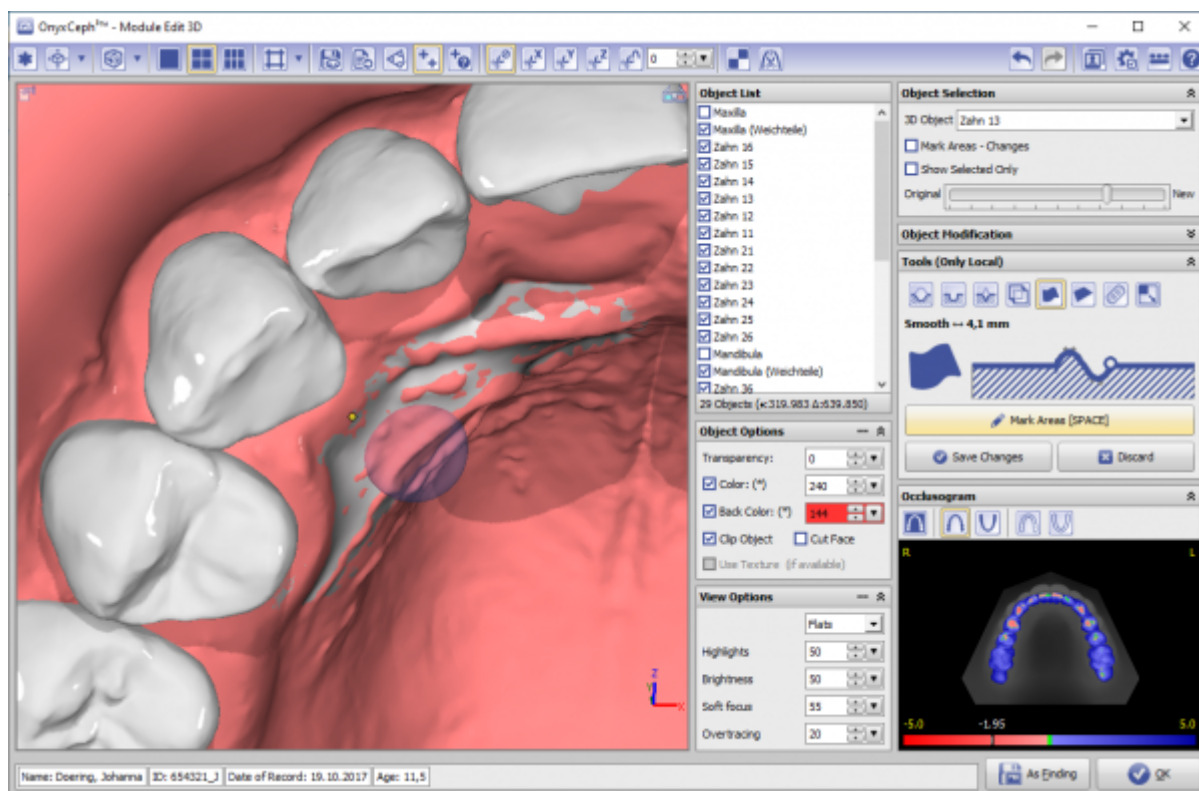 OnyxCeph³™ - Module Edit 3D
0
Object List
Maxilla
Maxilla (Weichteile)
Zahn 16
Zahn 15
Zahn 14
Zahn 13
Zahn 12
Zahn 11
Zahn 21
Zahn 22
Zahn 23
Zahn 24
Zahn 25
Zahn 26
Mandibula
Mandibula (Weichteile)
Zahn 36
29 Objects (•:319.983 Δ:639.850)
Object Options
Transparency: 0
Color: (*) 240
Back Color: (*) 144
Clip Object Cut Face
Use Texture (if available)
View Options
Plats
Highlights 50
Brightness 50
Soft focus 55
Overtracing 20
Object Selection
3D Object Zahn 13
Mark Areas - Changes
Show Selected Only
Original New
Object Modification
Tools (Only Local)
Smooth ↔ 4,1 mm
Mark Areas [SPACE]
Save Changes Discard
Occlusogram
R L
-5.0 -1.95 5.0
Z
Y
X
Name: Doering, Johanna ID: 654321_J Date of Record: 19.10.2017 Age: 11,5
As Finding OK